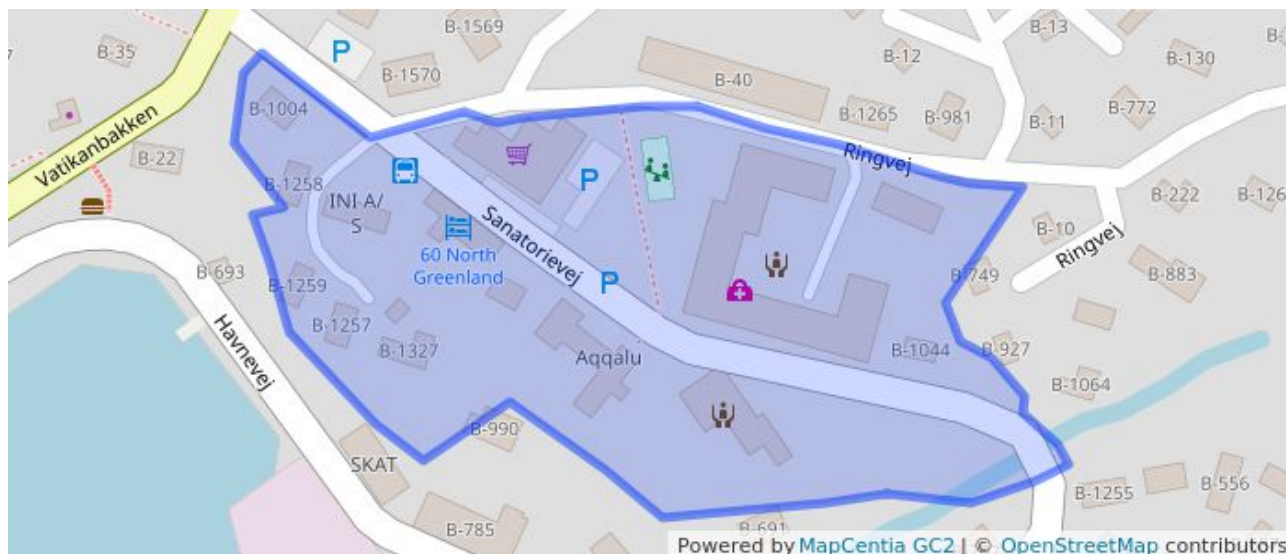 B-1569
B-13
B-35
P
B-12
B-130
B-1570
B-40
B-1004
B-1265
B-981
B-772
B-11
Vatikanbakken
B-22
Ringvej
B-1258
P
INI A/
S
B-222
B-126
Sanatorievej
60 North
Greenland
B-10
Ringvej
B-693
B-749
B-883
B-1259
P
B-1257
Havnevej
B-1327
Aqqalu
B-1044
B-927
B-1064
B-990
SKAT
B-1255
B-556
B-785
B-691
Powered by MapCentia GC2 | © OpenStreetMap contributors